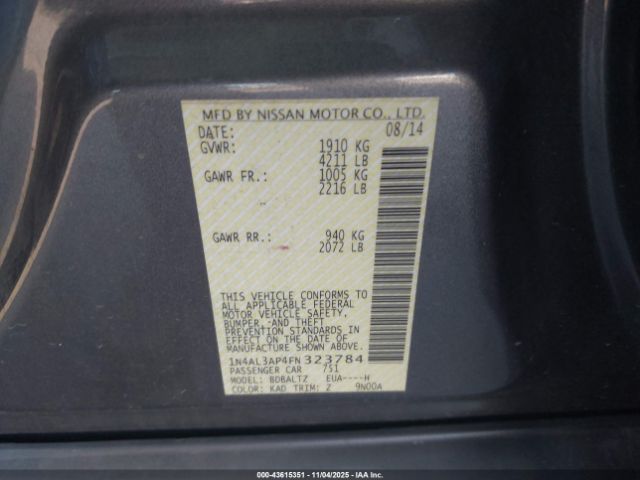 MFD BY NISSAN MOTOR CO., LTD.
DATE: 08/14
GVWR: 1910 KG
4211 LB
GAWR FR.: 1005 KG
2216 LB
GAWR RR.: 940 KG
2072 LB
THIS VEHICLE CONFORMS TO
ALL APPLICABLE FEDERAL
MOTOR VEHICLE SAFETY,
BUMPER, AND THEFT
PREVENTION STANDARDS IN
EFFECT ON THE DATE OF
MANUFACTURE SHOWN ABOVE.
1N4AL3AP4FN323784
PASSENGER CAR 751
MODEL: BDBALTZ EUA----H
COLOR: KAD TRIM: Z 9N00A
000-43615351 - 11/04/2025 - IAA Inc.